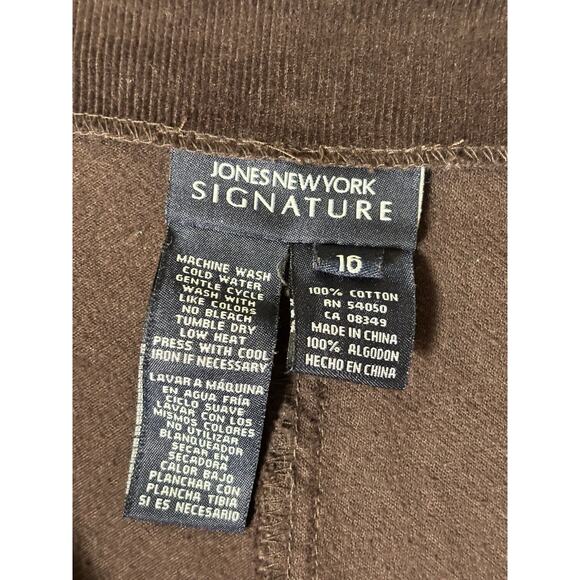 JONES NEW YORK
SIGNATURE
16
MACHINE WASH
COLD WATER
GENTLE CYCLE
WASH WITH
LIKE COLORS
NO BLEACH
TUMBLE DRY
LOW HEAT
PRESS WITH COOL
IRON IF NECESSARY
LAVAR A MÁQUINA
EN AGUA FRÍA
CICLO SUAVE
LAVAR CON LOS
MISMOS COLORES
NO UTILIZAR
BLANQUEADOR
SECAR EN
SECADORA
CALOR BAJO
PLANCHAR CON
PLANCHA TIBIA
SI ES NECESARIO
100% COTTON
RN 54050
CA 08349
MADE IN CHINA
100% ALGODON
HECHO EN CHINA